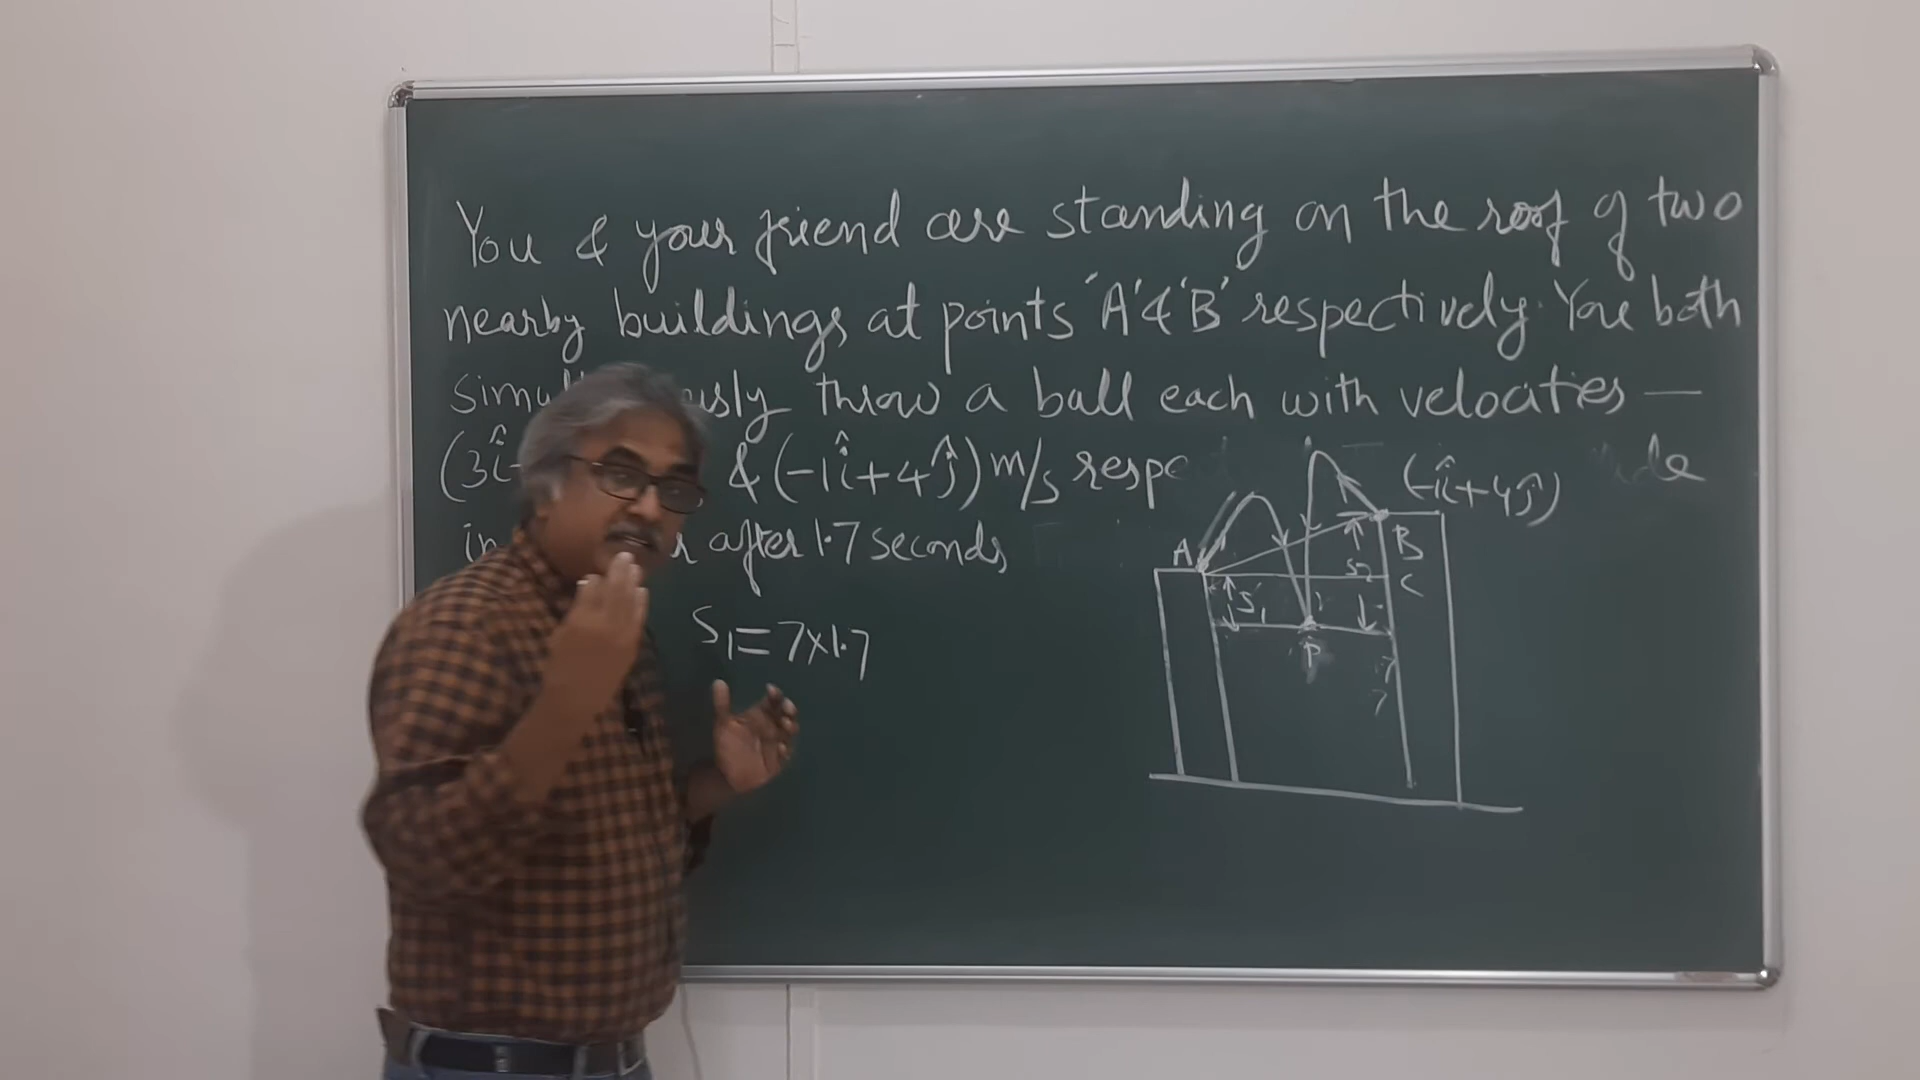 You & your friend are standing on the roof of two
nearby buildings at points 'A' & 'B' respectively. You both
throw a ball each with velocities —
(3î & (-1î+4ĵ) m/s
after 1.7 seconds
S₁=7×1.7
(-î+4ĵ)
A
B
C
S₁
S₂
P